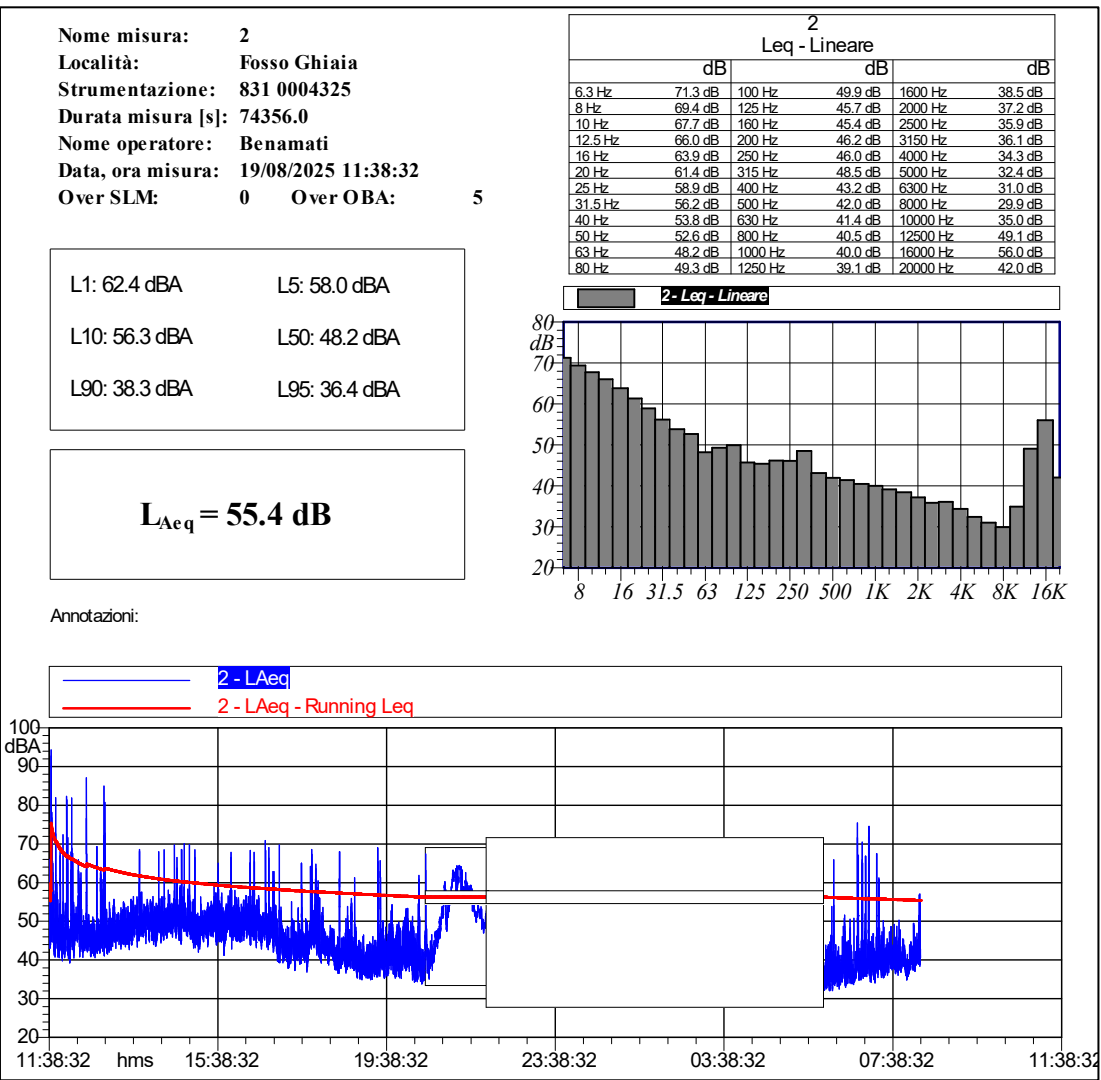 Nome misura: 2
Località: Fosso Ghiaia
Strumentazione: 831 0004325
Durata misura [s]: 74356.0
Nome operatore: Benamati
Data, ora misura: 19/08/2025 11:38:32
Over SLM: 0 Over OBA: 5
2
Leq - Lineare
dB dB dB
6.3 Hz 71.3 dB 100 Hz 49.9 dB 1600 Hz 38.5 dB
8 Hz 69.4 dB 125 Hz 45.7 dB 2000 Hz 37.2 dB
10 Hz 67.7 dB 160 Hz 45.4 dB 2500 Hz 35.9 dB
12.5 Hz 66.0 dB 200 Hz 46.2 dB 3150 Hz 36.1 dB
16 Hz 63.9 dB 250 Hz 46.0 dB 4000 Hz 34.3 dB
20 Hz 61.4 dB 315 Hz 48.5 dB 5000 Hz 32.4 dB
25 Hz 58.9 dB 400 Hz 43.2 dB 6300 Hz 31.0 dB
31.5 Hz 56.2 dB 500 Hz 42.0 dB 8000 Hz 29.9 dB
40 Hz 53.8 dB 630 Hz 41.4 dB 10000 Hz 35.0 dB
50 Hz 52.6 dB 800 Hz 40.5 dB 12500 Hz 49.1 dB
63 Hz 48.2 dB 1000 Hz 40.0 dB 16000 Hz 56.0 dB
80 Hz 49.3 dB 1250 Hz 39.1 dB 20000 Hz 42.0 dB
L1: 62.4 dBA L5: 58.0 dBA
L10: 56.3 dBA L50: 48.2 dBA
L90: 38.3 dBA L95: 36.4 dBA
LAeq = 55.4 dB
2 - Leq - Lineare
80
dB
70
60
50
40
30
20
8 16 31.5 63 125 250 500 1K 2K 4K 8K 16K
Annotazioni:
2 - LAeq
2 - LAeq - Running Leq
100
dBA
90
80
70
60
50
40
30
20
11:38:32 hms 15:38:32 19:38:32 23:38:32 03:38:32 07:38:32 11:38:32